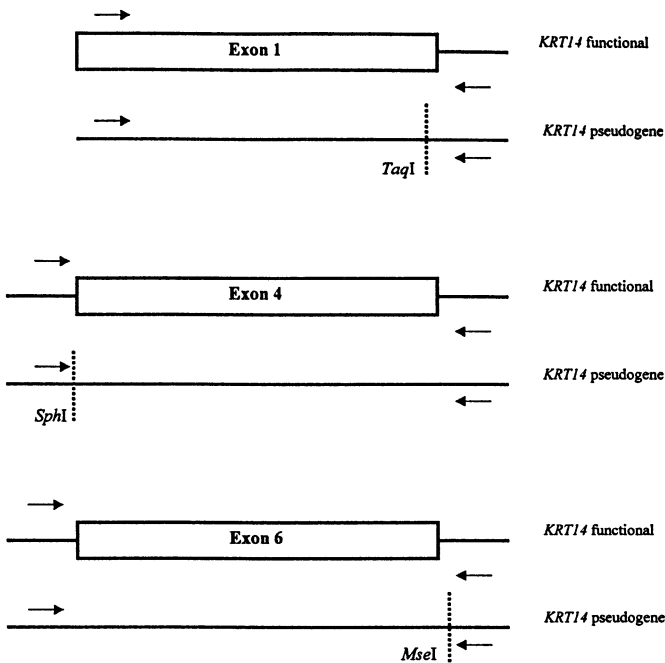 Exon 1
KRT14 functional
KRT14 pseudogene
TaqI
Exon 4
KRT14 functional
KRT14 pseudogene
SphI
Exon 6
KRT14 functional
KRT14 pseudogene
MseI